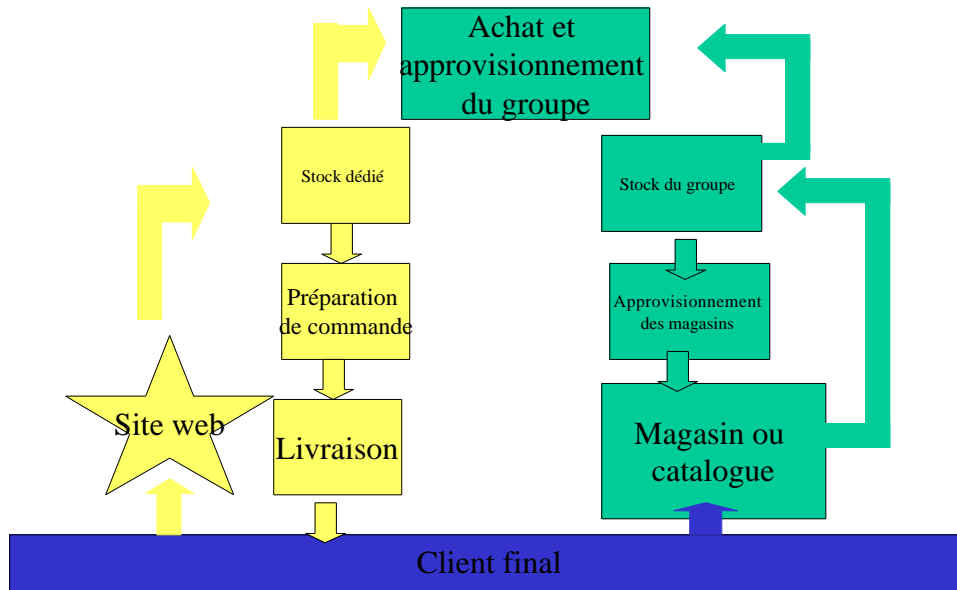 Achat et
approvisionnement
du groupe
Stock dédié
Stock du groupe
Préparation
de commande
Approvisionnement
des magasins
Site web
Livraison
Magasin ou
catalogue
Client final